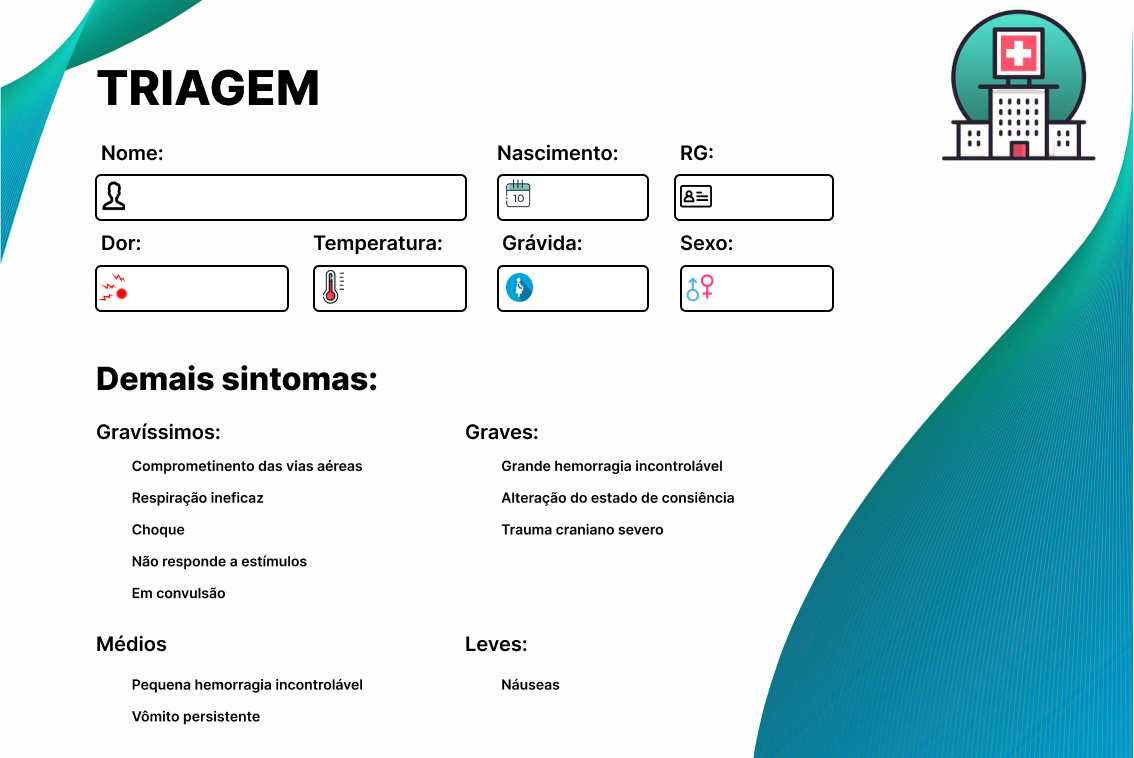 TRIAGEM
Nome:
Nascimento:
RG:
10
Dor:
Temperatura:
Grávida:
Sexo:
Demais sintomas:
Gravíssimos:
Comprometinento das vias aéreas
Respiração ineficaz
Choque
Não responde a estímulos
Em convulsão
Graves:
Grande hemorragia incontrolável
Alteração do estado de consiência
Trauma craniano severo
Médios
Pequena hemorragia incontrolável
Vômito persistente
Leves:
Náuseas